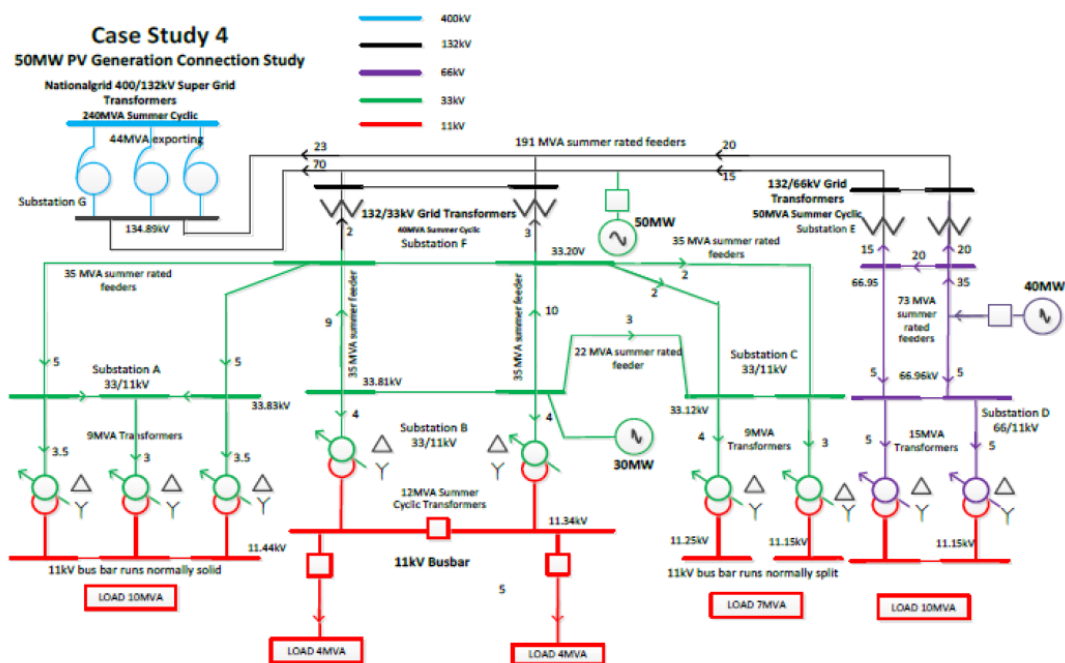 Case Study 4
50MW PV Generation Connection Study
Nationalgrid 400/132kV Super Grid
Transformers
240MVA Summer Cyclic
44MVA exporting
Substation G
134.89kV
400kV
132kV
66kV
33kV
11kV
23
191 MVA summer rated feeders
20
70
15
132/33kV Grid Transformers
40MVA Summer Cyclic
Substation F
50MW
132/66kV Grid
Transformers
50MVA Summer Cyclic
Substation E
2
3
33.20V
35 MVA summer rated
feeders
15
20
20
66.95
35
35 MVA summer rated
feeders
2
2
40MW
73 MVA
summer
rated
feeders
9
35 MVA summer feeder
10
35 MVA summer feeder
3
22 MVA summer rated
feeder
5
5
Substation A
33/11kV
33.83kV
33.81kV
Substation C
33/11kV
33.12kV
5
66.96kV
5
4
Substation B
33/11kV
4
30MW
Substation D
66/11kV
9MVA Transformers
3.5
3
3.5
4
9MVA
Transformers
3
5
15MVA
Transformers
5
12MVA Summer
Cyclic Transformers
11.44kV
11.34kV
11.25kV
11.15kV
11.15kV
11kV bus bar runs normally solid
11kV Busbar
11kV bus bar runs normally split
5
LOAD 10MVA
LOAD 7MVA
LOAD 10MVA
LOAD 4MVA
LOAD 4MVA